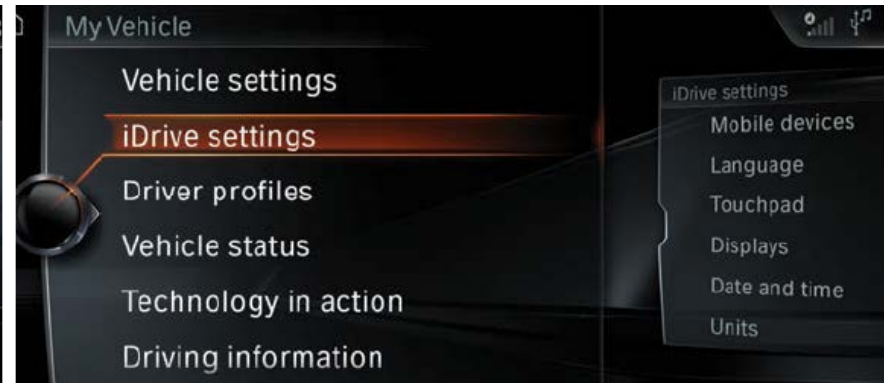 My Vehicle
Vehicle settings
iDrive settings
Driver profiles
Vehicle status
Technology in action
Driving information
iDrive settings
Mobile devices
Language
Touchpad
Displays
Date and time
Units